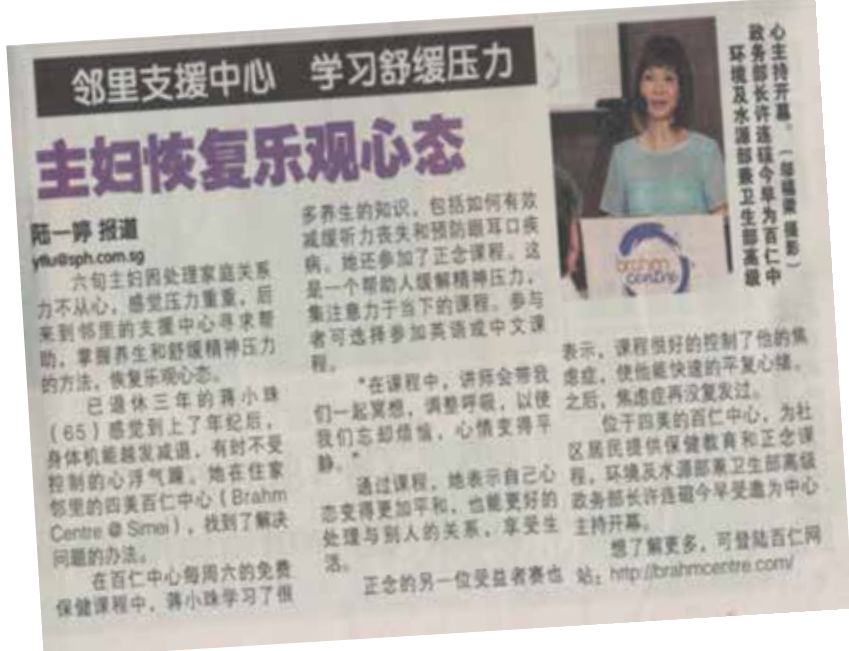 邻里支援中心 学习舒缓压力
主妇恢复乐观心态
陆一婷 报道
yflu@sph.com.sg
六旬主妇因处理家庭关系
力不从心，感觉压力重重，后
来到邻里的支援中心寻求帮
助，掌握养生和舒缓精神压力
的方法，恢复乐观心态。
已退休三年的蒋小珠
（65）感觉到上了年纪后，
身体机能越发减退，有时不受
控制的心浮气躁。她在住家
邻里的四美百仁中心（Brahm
Centre @ Simei），找到了解决
问题的办法。
在百仁中心每周六的免费
保健课程中，蒋小珠学习了很
多养生的知识，包括如何有效
减缓听力丧失和预防眼耳口疾
病。她还参加了正念课程。这
是一个帮助人缓解精神压力，
集注意力于当下的课程。参与
者可选择参加英语或中文课
程。
“在课程中，讲师会带我
们一起冥想，调整呼吸，以使
我们忘却烦恼，心情变得平
静。”
通过课程，她表示自己心
态变得更加平和，也能更好的
处理与别人的关系，享受生
活。
正念的另一位受益者赛也
表示，课程很好的控制了他的焦
虑症，使他能快速的平复心绪。
之后，焦虑症再没复发过。
位于四美的百仁中心，为社
区居民提供保健教育和正念课
程，环境及水源部兼卫生部高级
政务部长许连碹今早受邀为中心
主持开幕。
想了解更多，可登陆百仁网
站：http://brahmcentre.com/
brahm
centre
环境及水源部兼卫生部高级
政务部长许连碹今早为百仁中
心主持开幕。（邬福梁 摄影）